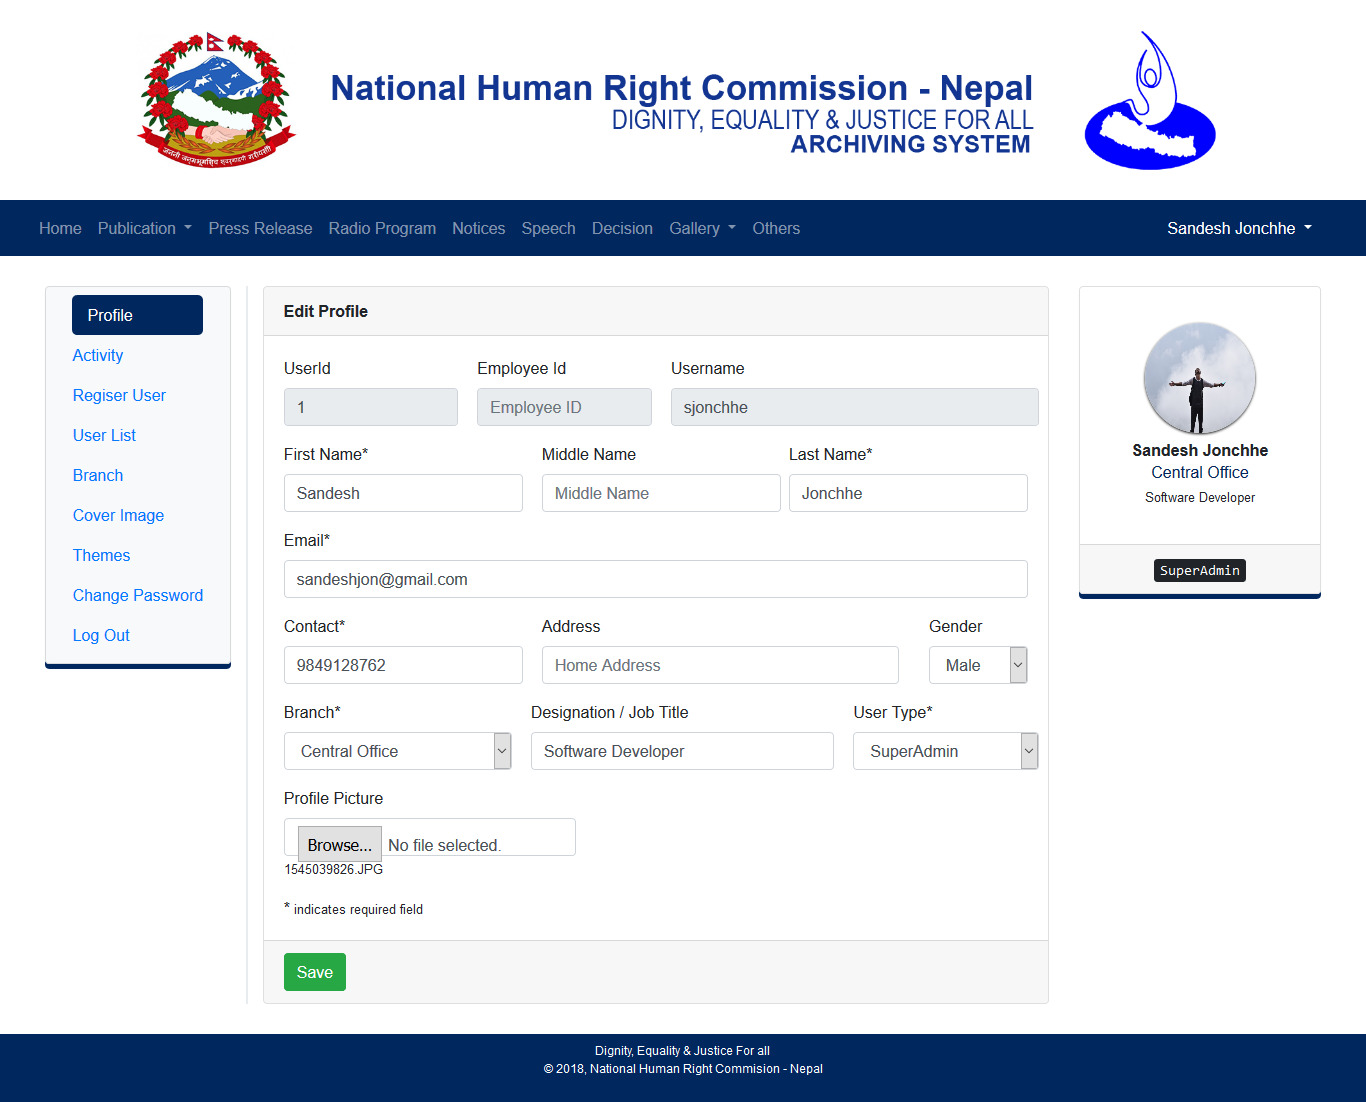 जननी जन्मभूमिश्च स्वर्गादपि गरीयसी
National Human Right Commission - Nepal
DIGNITY, EQUALITY & JUSTICE FOR ALL
ARCHIVING SYSTEM
Home Publication Press Release Radio Program Notices Speech Decision Gallery Others Sandesh Jonchhe
Profile
Activity
Regiser User
User List
Branch
Cover Image
Themes
Change Password
Log Out
Edit Profile
UserId Employee Id Username
1 Employee ID sjonchhe
First Name* Middle Name Last Name*
Sandesh Middle Name Jonchhe
Email*
sandeshjon@gmail.com
Contact* Address Gender
9849128762 Home Address Male
Branch* Designation / Job Title User Type*
Central Office Software Developer SuperAdmin
Profile Picture
Browse... No file selected.
1545039826.JPG
* indicates required field
Save
Sandesh Jonchhe
Central Office
Software Developer
SuperAdmin
Dignity, Equality & Justice For all
© 2018, National Human Right Commision - Nepal